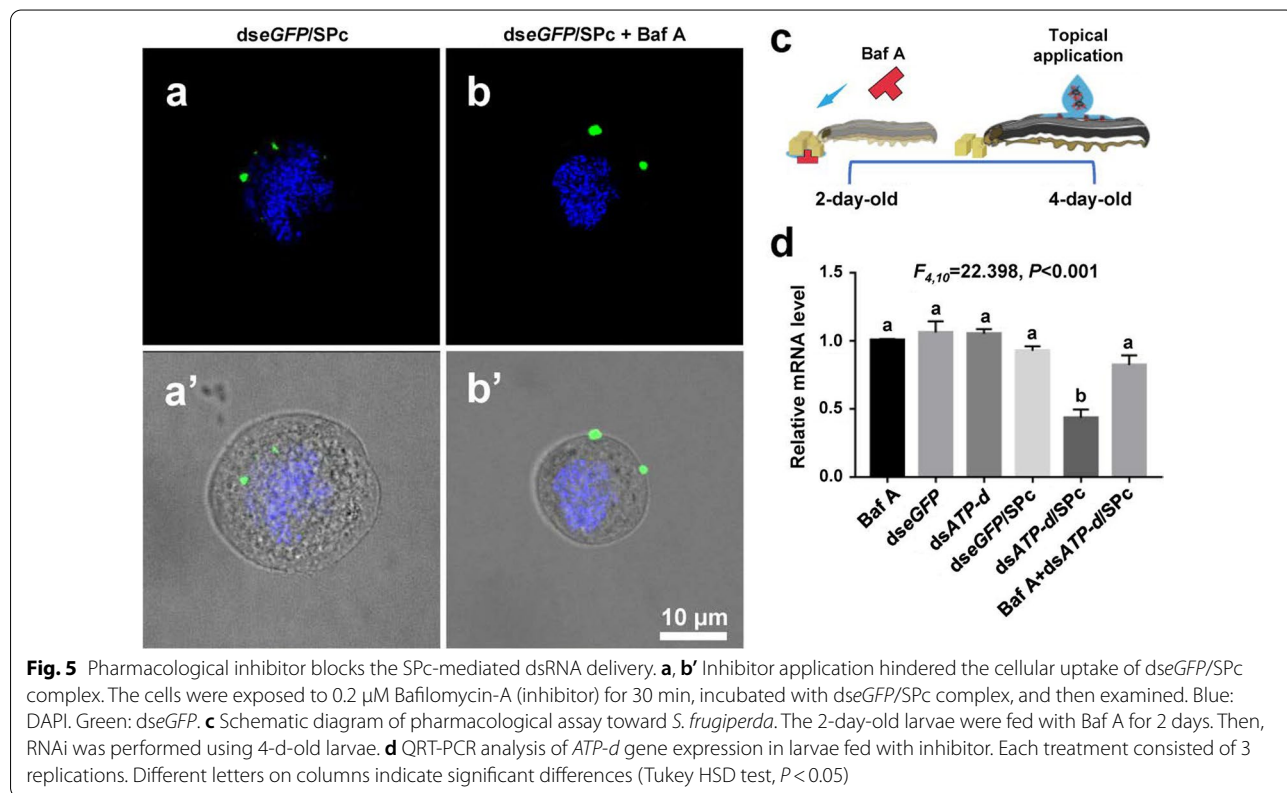 dseGFP/SPc
dseGFP/SPc + Baf A
a
b
a'
b'
10 µm
c
Baf A
Topical
application
2-day-old
4-day-old
d
F4,10=22.398, P<0.001
Relative mRNA level
1.5
1.0
0.5
0.0
a
a
a
a
b
a
Baf A
dseGFP
dsATP-d
dseGFP/SPc
dsATP-d/SPc
Baf A+dsATP-d/SPc
Fig. 5 Pharmacological inhibitor blocks the SPc-mediated dsRNA delivery. a, b′ Inhibitor application hindered the cellular uptake of dseGFP/SPc
complex. The cells were exposed to 0.2 µM Bafilomycin-A (inhibitor) for 30 min, incubated with dseGFP/SPc complex, and then examined. Blue:
DAPI. Green: dseGFP. c Schematic diagram of pharmacological assay toward S. frugiperda. The 2-day-old larvae were fed with Baf A for 2 days. Then,
RNAi was performed using 4-d-old larvae. d QRT-PCR analysis of ATP-d gene expression in larvae fed with inhibitor. Each treatment consisted of 3
replications. Different letters on columns indicate significant differences (Tukey HSD test, P < 0.05)